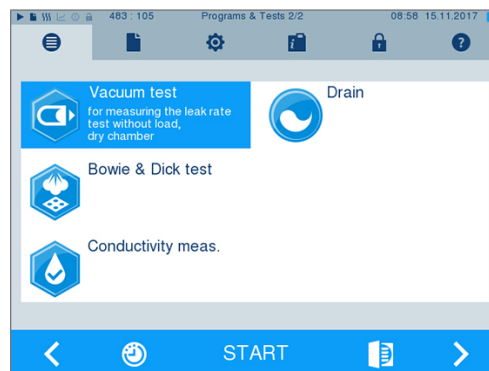 483 : 105 Programs & Tests 2/2 08:58 15.11.2017
Vacuum test
for measuring the leak rate
test without load,
dry chamber
Drain
Bowie & Dick test
Conductivity meas.
START